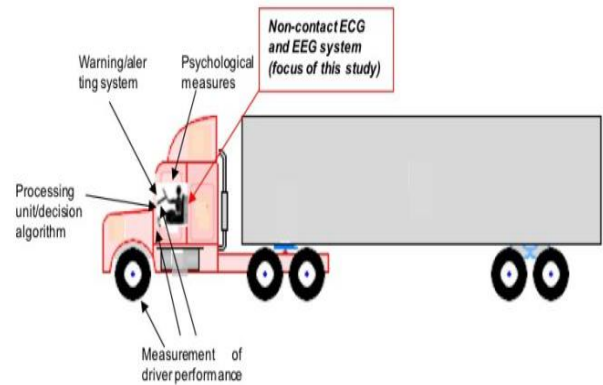 Non-contact ECG
and EEG system
(focus of this study)
Warning/aler
ting system
Psychological
measures
Processing
unit/decision
algorithm
Measurement of
driver performance